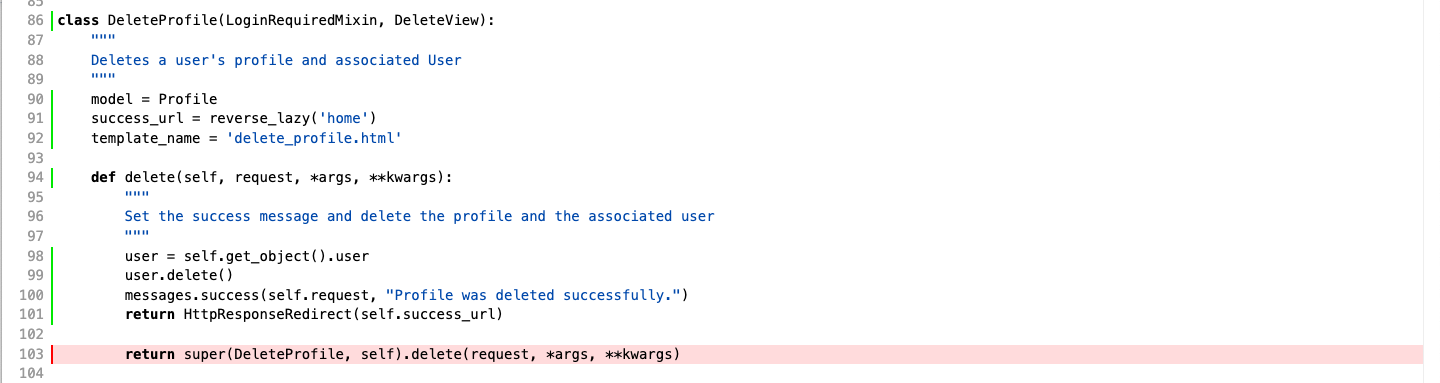 85
86 class DeleteProfile(LoginRequiredMixin, DeleteView):
87     """
88     Deletes a user's profile and associated User
89     """
90     model = Profile
91     success_url = reverse_lazy('home')
92     template_name = 'delete_profile.html'
93
94     def delete(self, request, *args, **kwargs):
95         """
96         Set the success message and delete the profile and the associated user
97         """
98         user = self.get_object().user
99         user.delete()
100         messages.success(self.request, "Profile was deleted successfully.")
101         return HttpResponseRedirect(self.success_url)
102
103         return super(DeleteProfile, self).delete(request, *args, **kwargs)
104